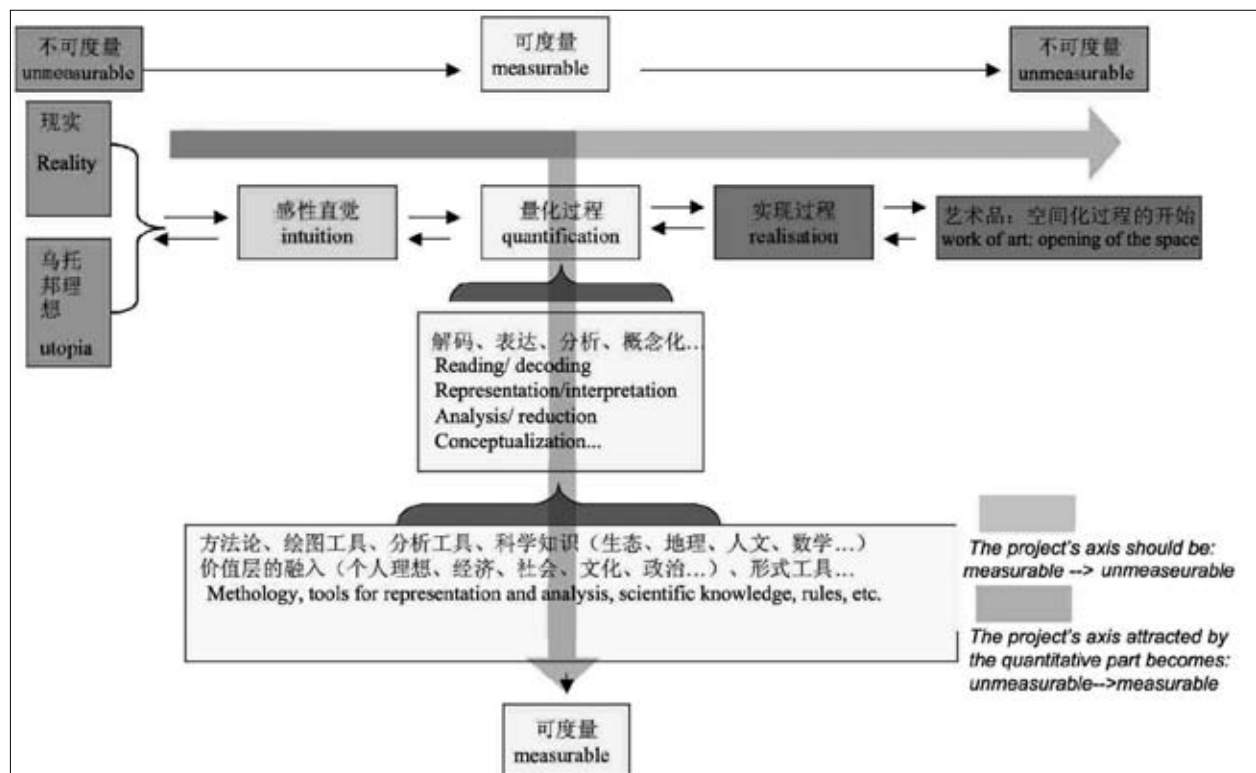 不可度量
unmeasurable
可度量
measurable
不可度量
unmeasurable
现实
Reality
乌托
邦理
想
utopia
感性直觉
intuition
量化过程
quantification
实现过程
realisation
艺术品：空间化过程的开始
work of art: opening of the space
解码、表达、分析、概念化...
Reading/ decoding
Representation/interpretation
Analysis/ reduction
Conceptualization...
方法论、绘图工具、分析工具、科学知识（生态、地理、人文、数学...）
价值层的融入（个人理想、经济、社会、文化、政治...）、形式工具...
Methology, tools for representation and analysis, scientific knowledge, rules, etc.
The project's axis should be:
measurable --> unmeaseurable
The project's axis attracted by
the quantitative part becomes:
unmeasurable-->measurable
可度量
measurable